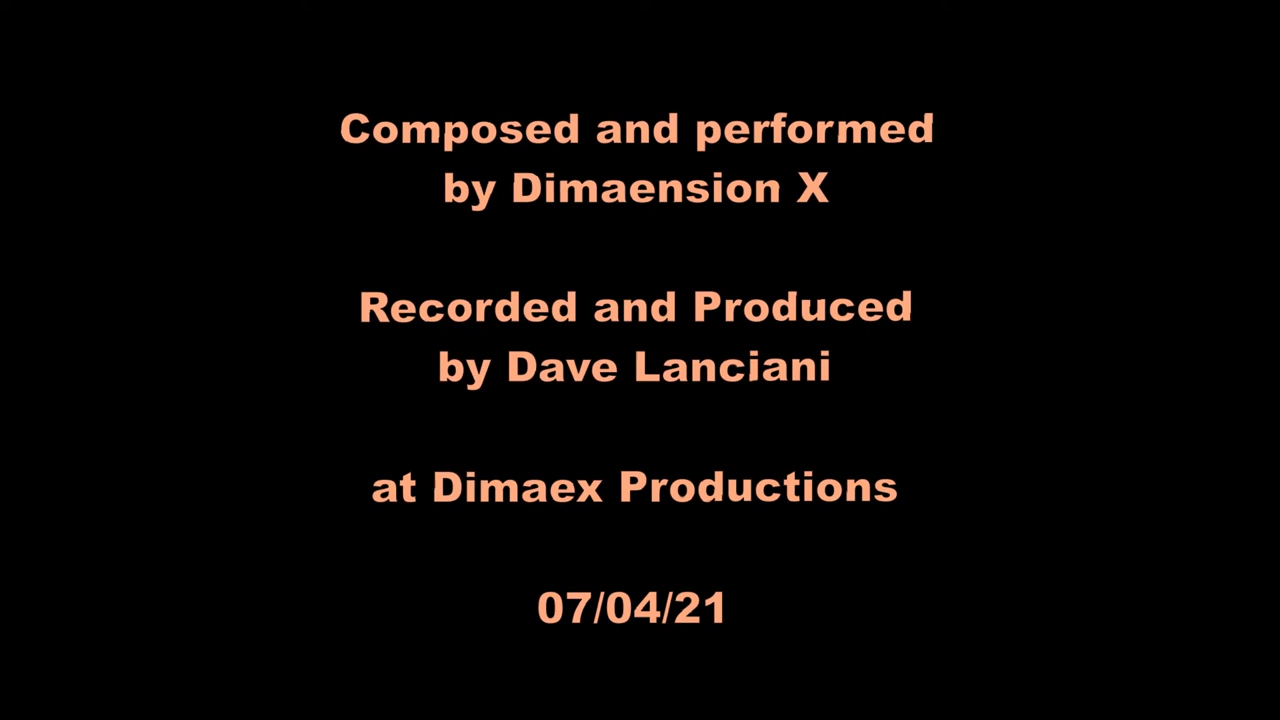 Composed and performed
by Dimaension X
Recorded and Produced
by Dave Lanciani
at Dimaex Productions
07/04/21